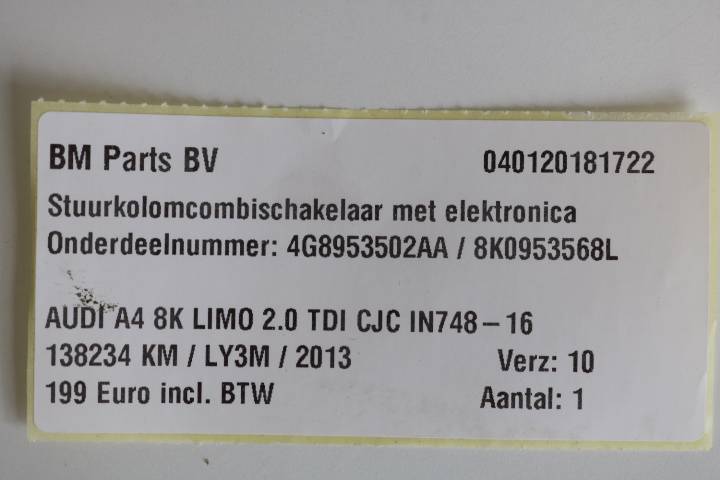 BM Parts BV 040120181722
Stuurkolomcombischakelaar met elektronica
Onderdeelnummer: 4G8953502AA / 8K0953568L
AUDI A4 8K LIMO 2.0 TDI CJC IN748 – 16
138234 KM / LY3M / 2013 Verz: 10
199 Euro incl. BTW Aantal: 1